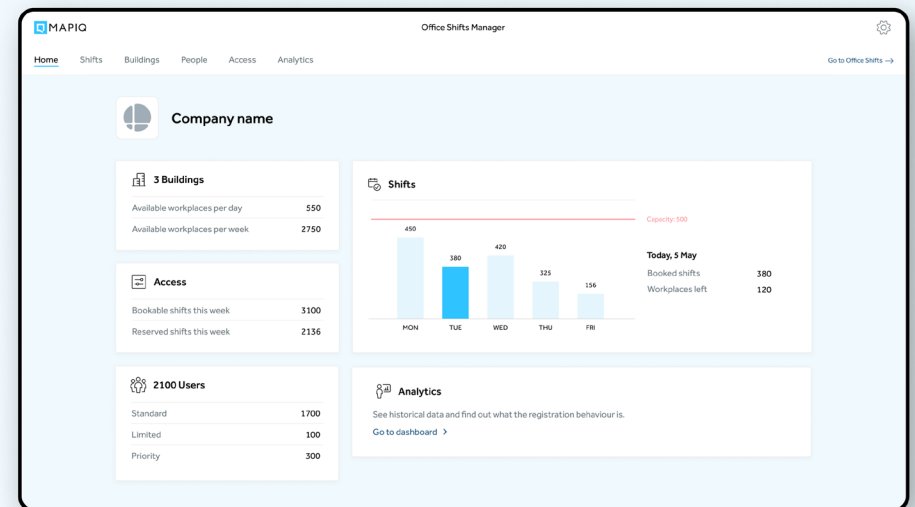 MAPIQ
Office Shifts Manager
Home Shifts Buildings People Access Analytics
Go to Office Shifts →
Company name
3 Buildings
Available workplaces per day 550
Available workplaces per week 2750
Access
Bookable shifts this week 3100
Reserved shifts this week 2136
2100 Users
Standard 1700
Limited 100
Priority 300
Shifts
Capacity: 500
450
380
420
325
156
MON TUE WED THU FRI
Today, 5 May
Booked shifts 380
Workplaces left 120
Analytics
See historical data and find out what the registration behaviour is.
Go to dashboard >